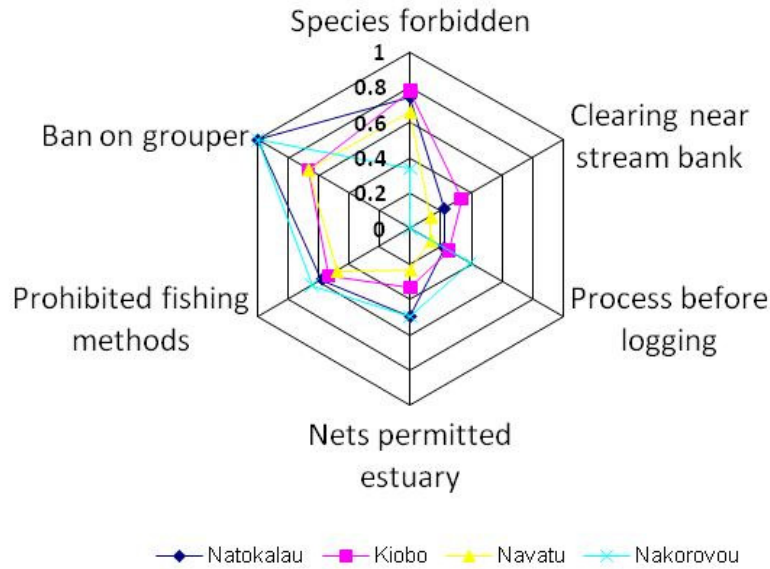 Species forbidden
1
0.8
0.6
0.4
0.2
0
Ban on grouper
Clearing near
stream bank
Prohibited fishing
methods
Process before
logging
Nets permitted
estuary
Natokalau Kiobo Navatu Nakorovou